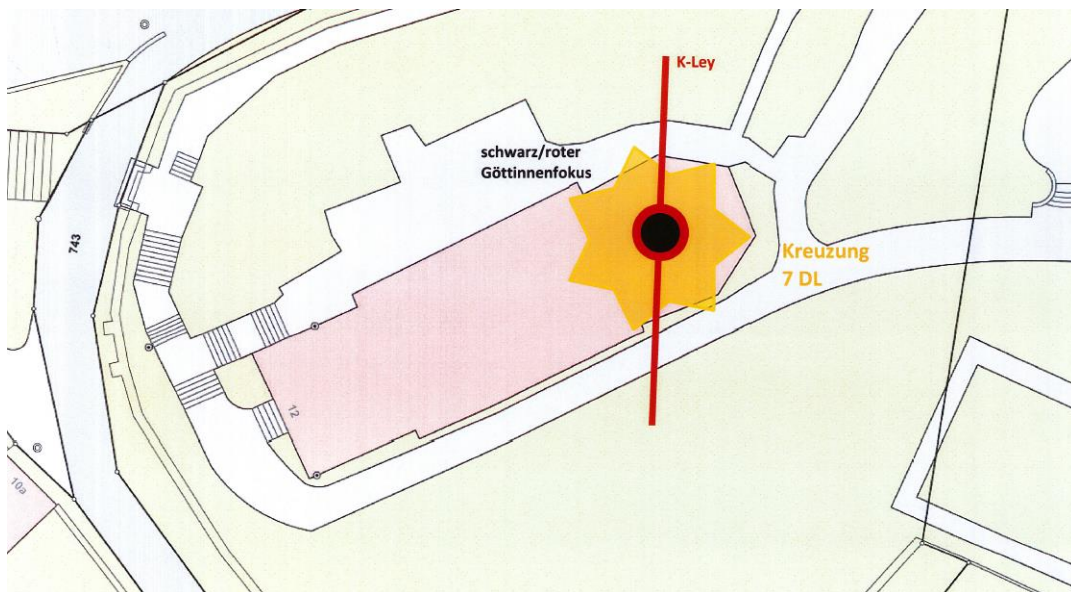 K-Ley
schwarz/roter
Göttinnenfokus
Kreuzung
7 DL
743
12
10a